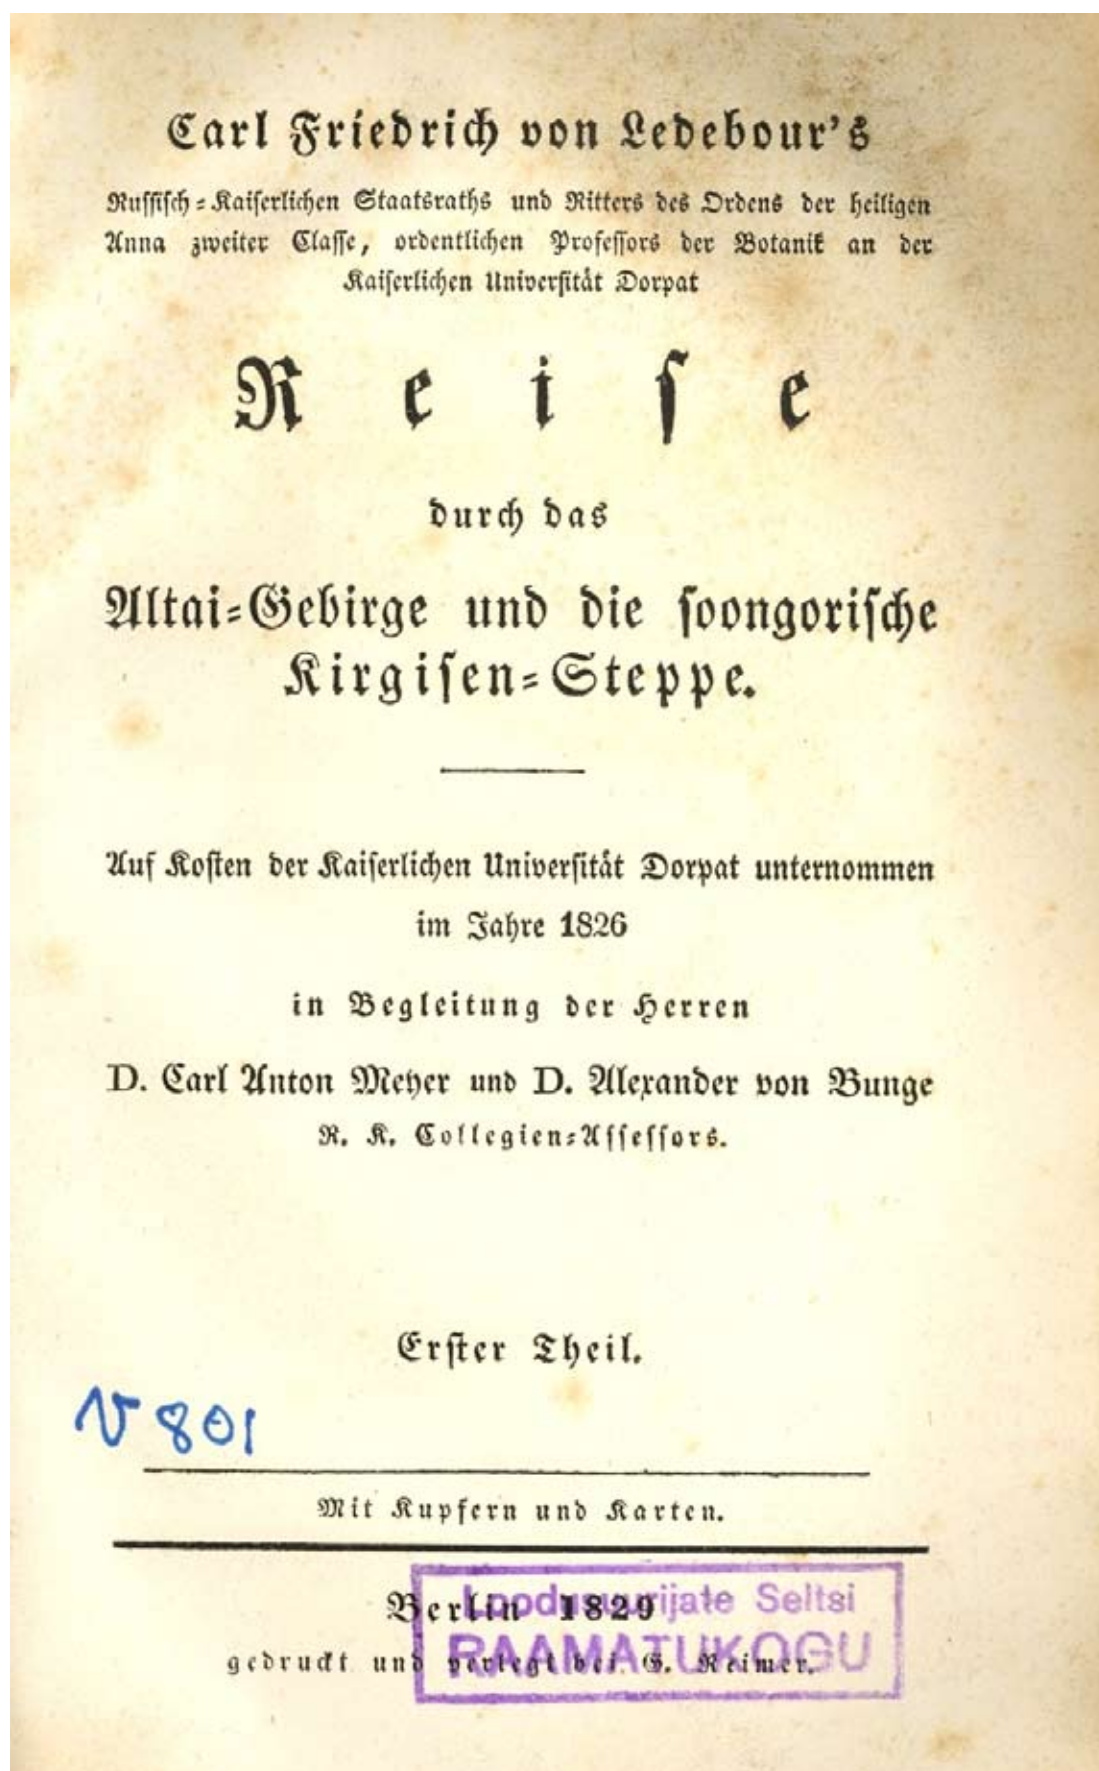 Carl Friedrich von Ledebour's
Russisch-Kaiserlichen Staatsraths und Ritters des Ordens der heiligen
Anna zweiter Classe, ordentlichen Professors der Botanik an der
Kaiserlichen Universität Dorpat
Reise
durch das
Altai-Gebirge und die soongorische
Kirgisen-Steppe.
Auf Kosten der Kaiserlichen Universität Dorpat unternommen
im Jahre 1826
in Begleitung der Herren
D. Carl Anton Meyer und D. Alexander von Bunge
R. K. Collegien-Assessors.
Erster Theil.
V 801
Mit Kupfern und Karten.
Berlin 1829
gedruckt und verlegt bei G. Reimer.
Loodusuurijate Seltsi
RAAMATUKOGU